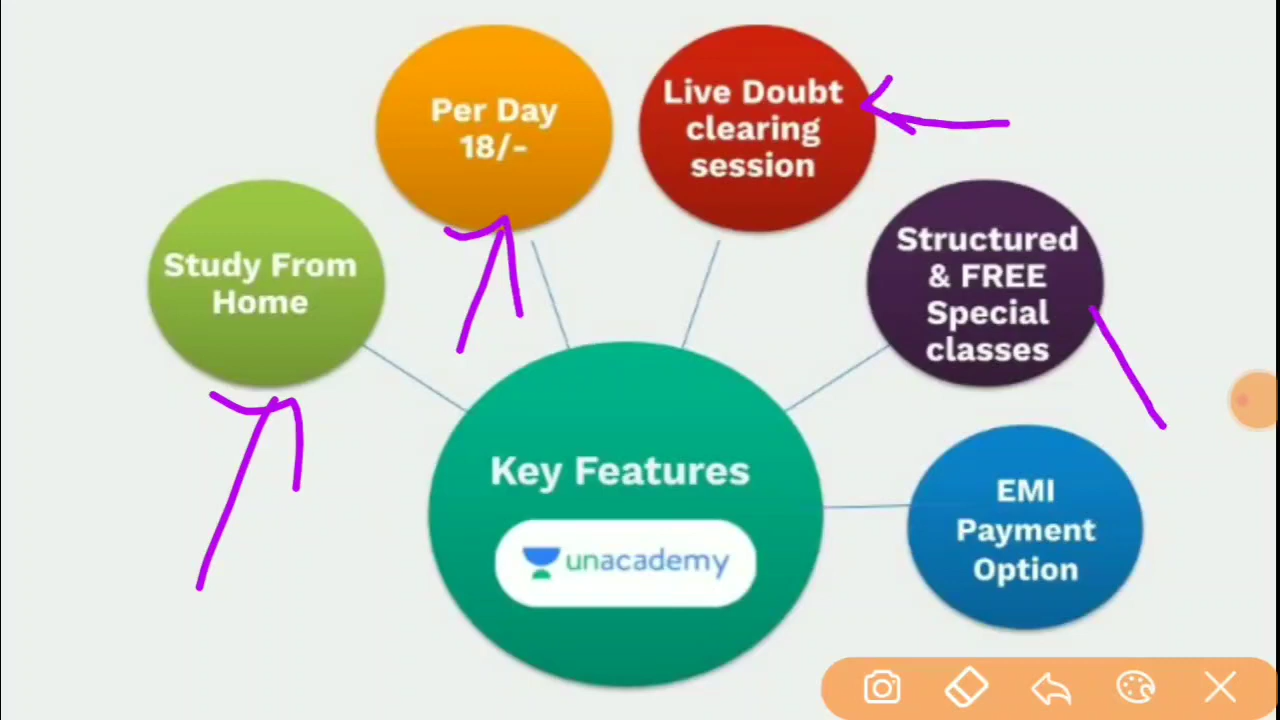 Per Day
18/-
Live Doubt
clearing
session
Study From
Home
Structured
& FREE
Special
classes
Key Features
unacademy
EMI
Payment
Option